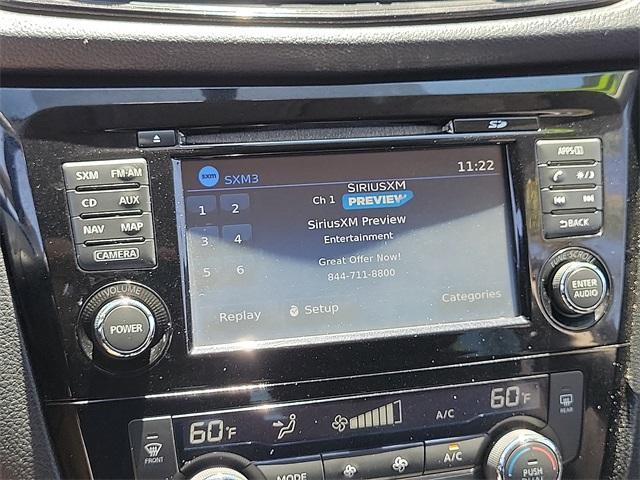 SD
SXM FM·AM
CD AUX
NAV MAP
CAMERA
VOLUME
POWER
sxm SXM3 11:22
SIRIUSXM
Ch 1 PREVIEW
SiriusXM Preview
Entertainment
Great Offer Now!
844-711-8800
1 2
3 4
5 6
Replay Setup Categories
APPS
BACK
TUNE·SCROLL
ENTER
AUDIO
60°F A/C 60°F
FRONT
REAR
MODE
A/C
PUSH
DUAL